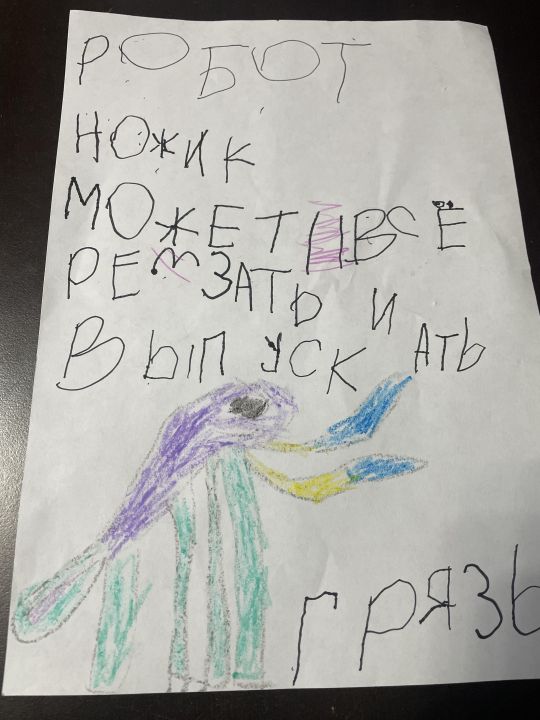 РОБОТ
НОЖИК
МОЖЕТ ВСЁ
РЕЗАТЬ И
ВЫПУСКАТЬ
ГРЯЗЬ